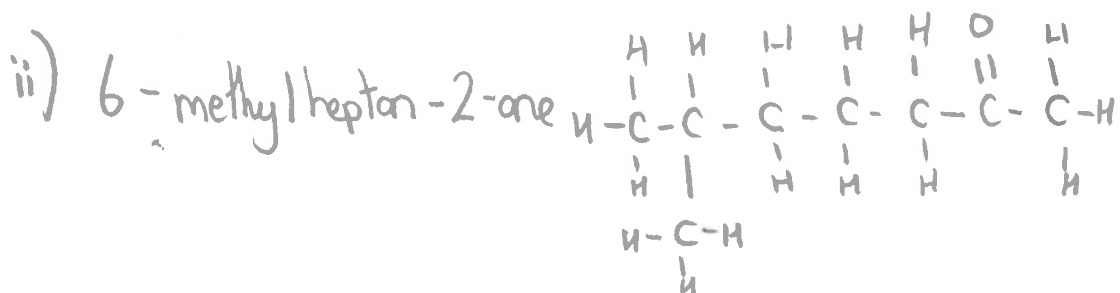 H H H H H O H
| | | | | || |
ii) 6-methylheptan-2-one H-C-C-C-C-C-C-C-H
| | | | | |
H | H H H H
H-C-H
|
H